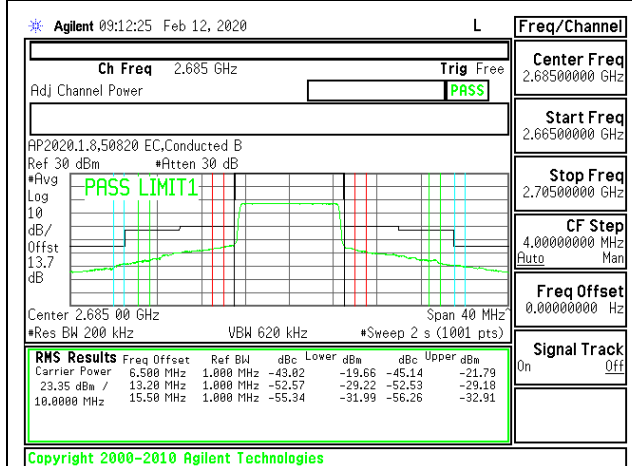 Agilent 09:12:25 Feb 12, 2020 L
Freq/Channel
Ch Freq 2.685 GHz Trig Free
Adj Channel Power PASS
AP2020.1.8,50820 EC,Conducted B
Ref 30 dBm #Atten 30 dB
#Avg
Log
10
dB/
Offst
13.7
dB
PASS LIMIT1
Center 2.685 00 GHz Span 40 MHz^
#Res BW 200 kHz VBW 620 kHz #Sweep 2 s (1001 pts)
RMS Results Freq Offset Ref BW dBc Lower dBm dBc Upper dBm
Carrier Power 6.500 MHz 1.000 MHz -43.02 -19.66 -45.14 -21.79
23.35 dBm / 13.20 MHz 1.000 MHz -52.57 -29.22 -52.53 -29.18
10.0000 MHz 15.50 MHz 1.000 MHz -55.34 -31.99 -56.26 -32.91
Copyright 2000-2010 Agilent Technologies
Center Freq
2.68500000 GHz
Start Freq
2.66500000 GHz
Stop Freq
2.70500000 GHz
CF Step
4.00000000 MHz
Auto Man
Freq Offset
0.00000000 Hz
Signal Track
On Off